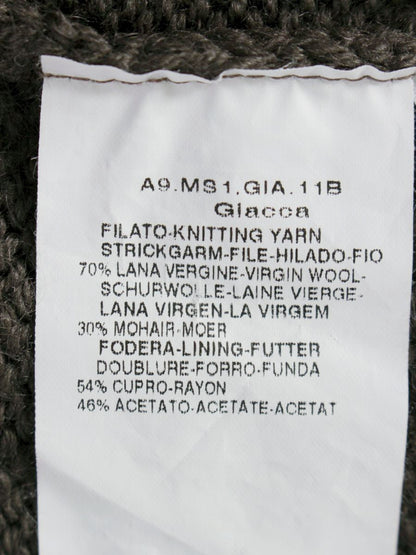 A9.MS1.GIA.11B
Giacca
FILATO-KNITTING YARN
STRICKGARM-FILE-HILADO-FIO
70% LANA VERGINE-VIRGIN WOOL-
SCHURWOLLE-LAINE VIERGE-
LANA VIRGEN-LA VIRGEM
30% MOHAIR-MOER
FODERA-LINING-FUTTER
DOUBLURE-FORRO-FUNDA
54% CUPRO-RAYON
46% ACETATO-ACETATE-ACETAT